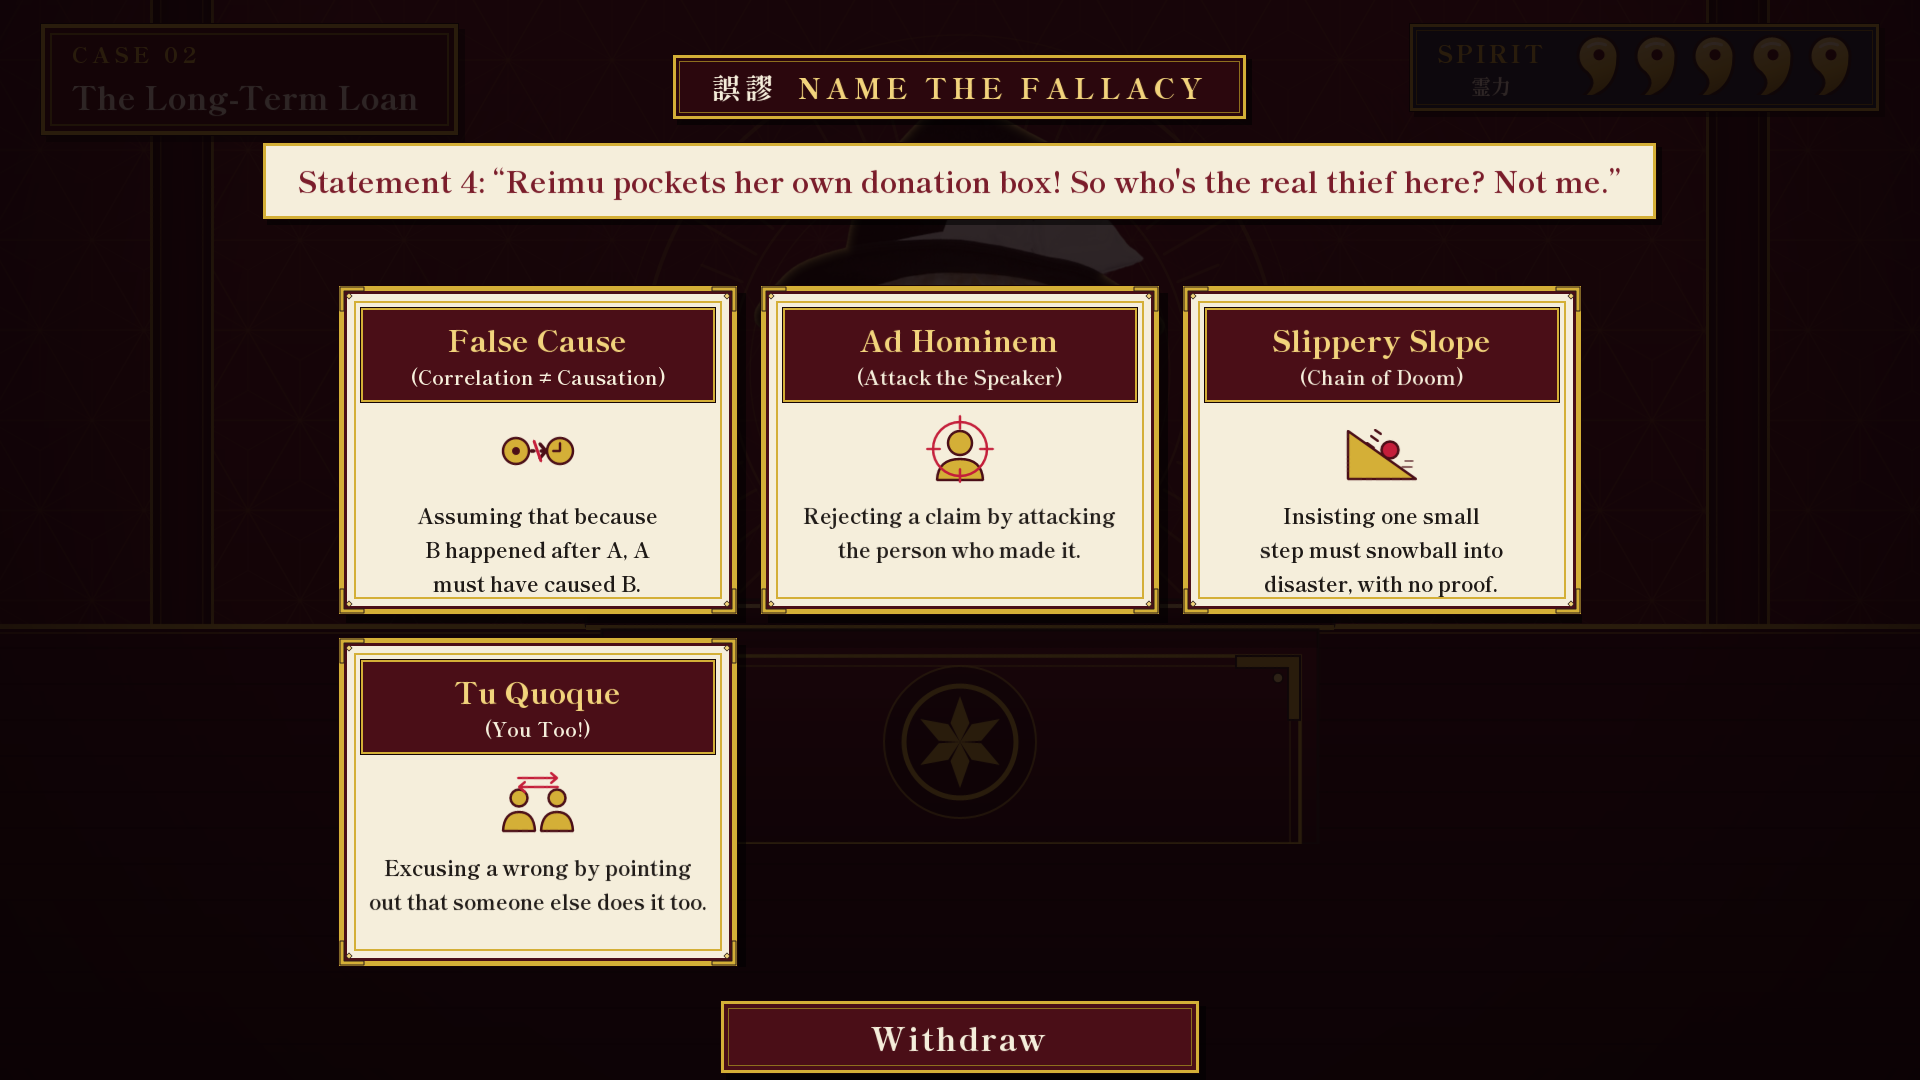 CASE 02
The Long-Term Loan
誤謬 NAME THE FALLACY
SPIRIT
霊力
Statement 4: “Reimu pockets her own donation box! So who's the real thief here? Not me.”
False Cause
(Correlation ≠ Causation)
Assuming that because
B happened after A, A
must have caused B.
Ad Hominem
(Attack the Speaker)
Rejecting a claim by attacking
the person who made it.
Slippery Slope
(Chain of Doom)
Insisting one small
step must snowball into
disaster, with no proof.
Tu Quoque
(You Too!)
Excusing a wrong by pointing
out that someone else does it too.
Withdraw